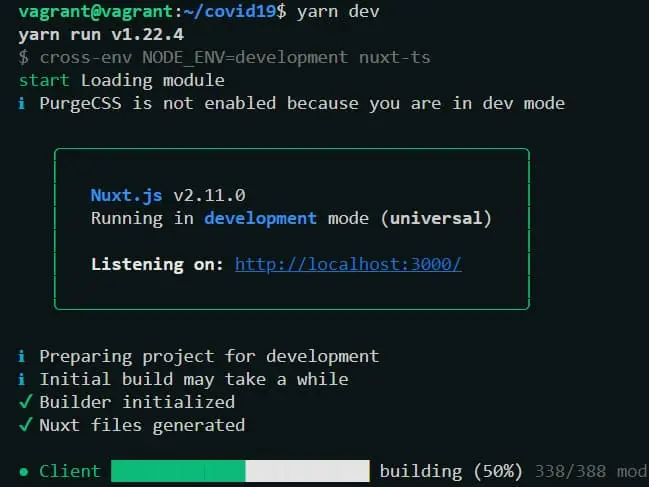 vagrant@vagrant:~/covid19$ yarn dev
yarn run v1.22.4
$ cross-env NODE_ENV=development nuxt-ts
start Loading module
ℹ PurgeCSS is not enabled because you are in dev mode
Nuxt.js v2.11.0
Running in development mode (universal)
Listening on: http://localhost:3000/
ℹ Preparing project for development
ℹ Initial build may take a while
✓ Builder initialized
✓ Nuxt files generated
● Client building (50%) 338/388 mod